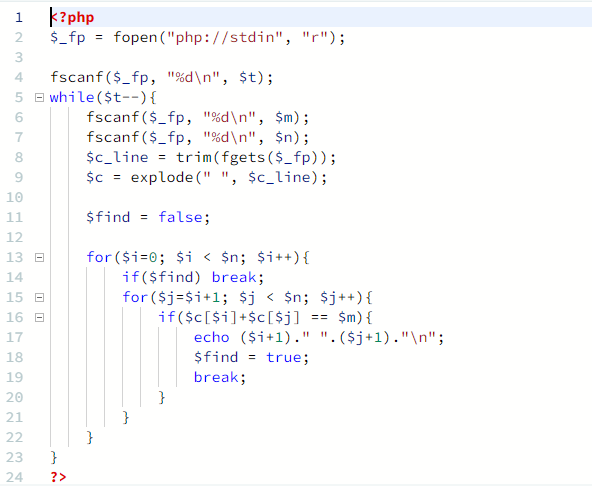 1 <?php
2 $_fp = fopen("php://stdin", "r");
3
4 fscanf($_fp, "%d\n", $t);
5 while($t--){
6     fscanf($_fp, "%d\n", $m);
7     fscanf($_fp, "%d\n", $n);
8     $c_line = trim(fgets($_fp));
9     $c = explode(" ", $c_line);
10
11     $find = false;
12
13     for($i=0; $i < $n; $i++){
14         if($find) break;
15         for($j=$i+1; $j < $n; $j++){
16             if($c[$i]+$c[$j] == $m){
17                 echo ($i+1)." ".($j+1)."\n";
18                 $find = true;
19                 break;
20             }
21         }
22     }
23 }
24 ?>